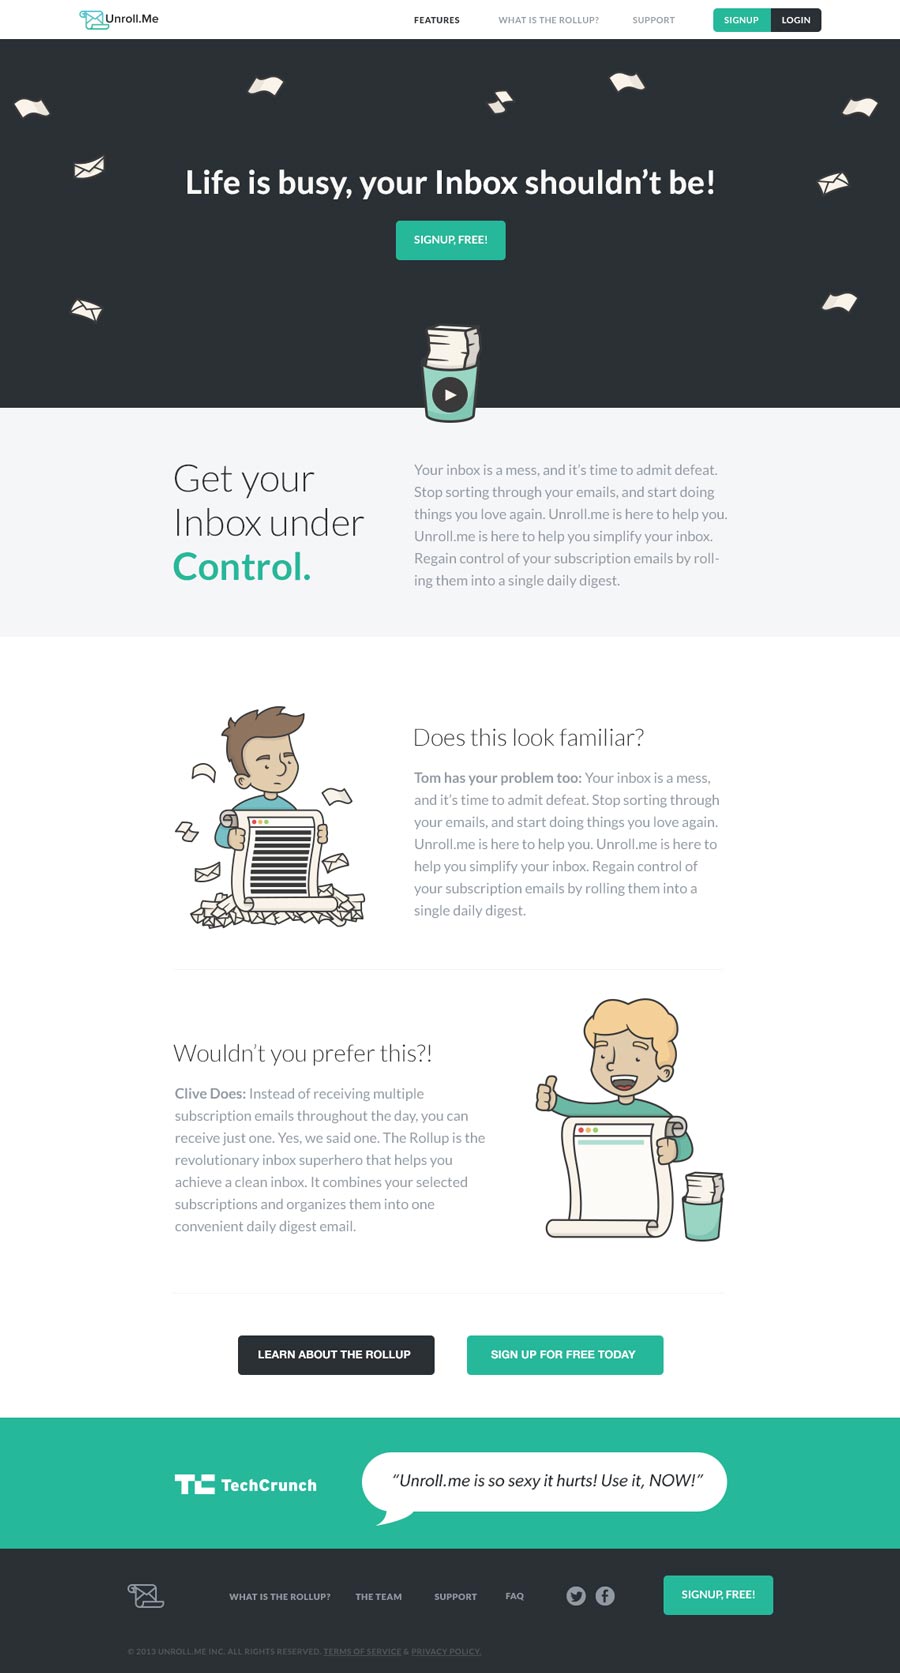 Unroll.Me
FEATURES
WHAT IS THE ROLLUP?
SUPPORT
SIGNUP
LOGIN
Life is busy, your Inbox shouldn't be!
SIGNUP, FREE!
Get your
Inbox under
Control.
Your inbox is a mess, and it's time to admit defeat.
Stop sorting through your emails, and start doing
things you love again. Unroll.me is here to help you.
Unroll.me is here to help you simplify your inbox.
Regain control of your subscription emails by roll-
ing them into a single daily digest.
Does this look familiar?
Tom has your problem too: Your inbox is a mess,
and it's time to admit defeat. Stop sorting through
your emails, and start doing things you love again.
Unroll.me is here to help you. Unroll.me is here to
help you simplify your inbox. Regain control of
your subscription emails by rolling them into a
single daily digest.
Wouldn't you prefer this?!
Clive Does: Instead of receiving multiple
subscription emails throughout the day, you can
receive just one. Yes, we said one. The Rollup is the
revolutionary inbox superhero that helps you
achieve a clean inbox. It combines your selected
subscriptions and organizes them into one
convenient daily digest email.
LEARN ABOUT THE ROLLUP
SIGN UP FOR FREE TODAY
TC TechCrunch
“Unroll.me is so sexy it hurts! Use it, NOW!”
WHAT IS THE ROLLUP?
THE TEAM
SUPPORT
FAQ
SIGNUP, FREE!
© 2013 UNROLL.ME INC. ALL RIGHTS RESERVED. TERMS OF SERVICE & PRIVACY POLICY.